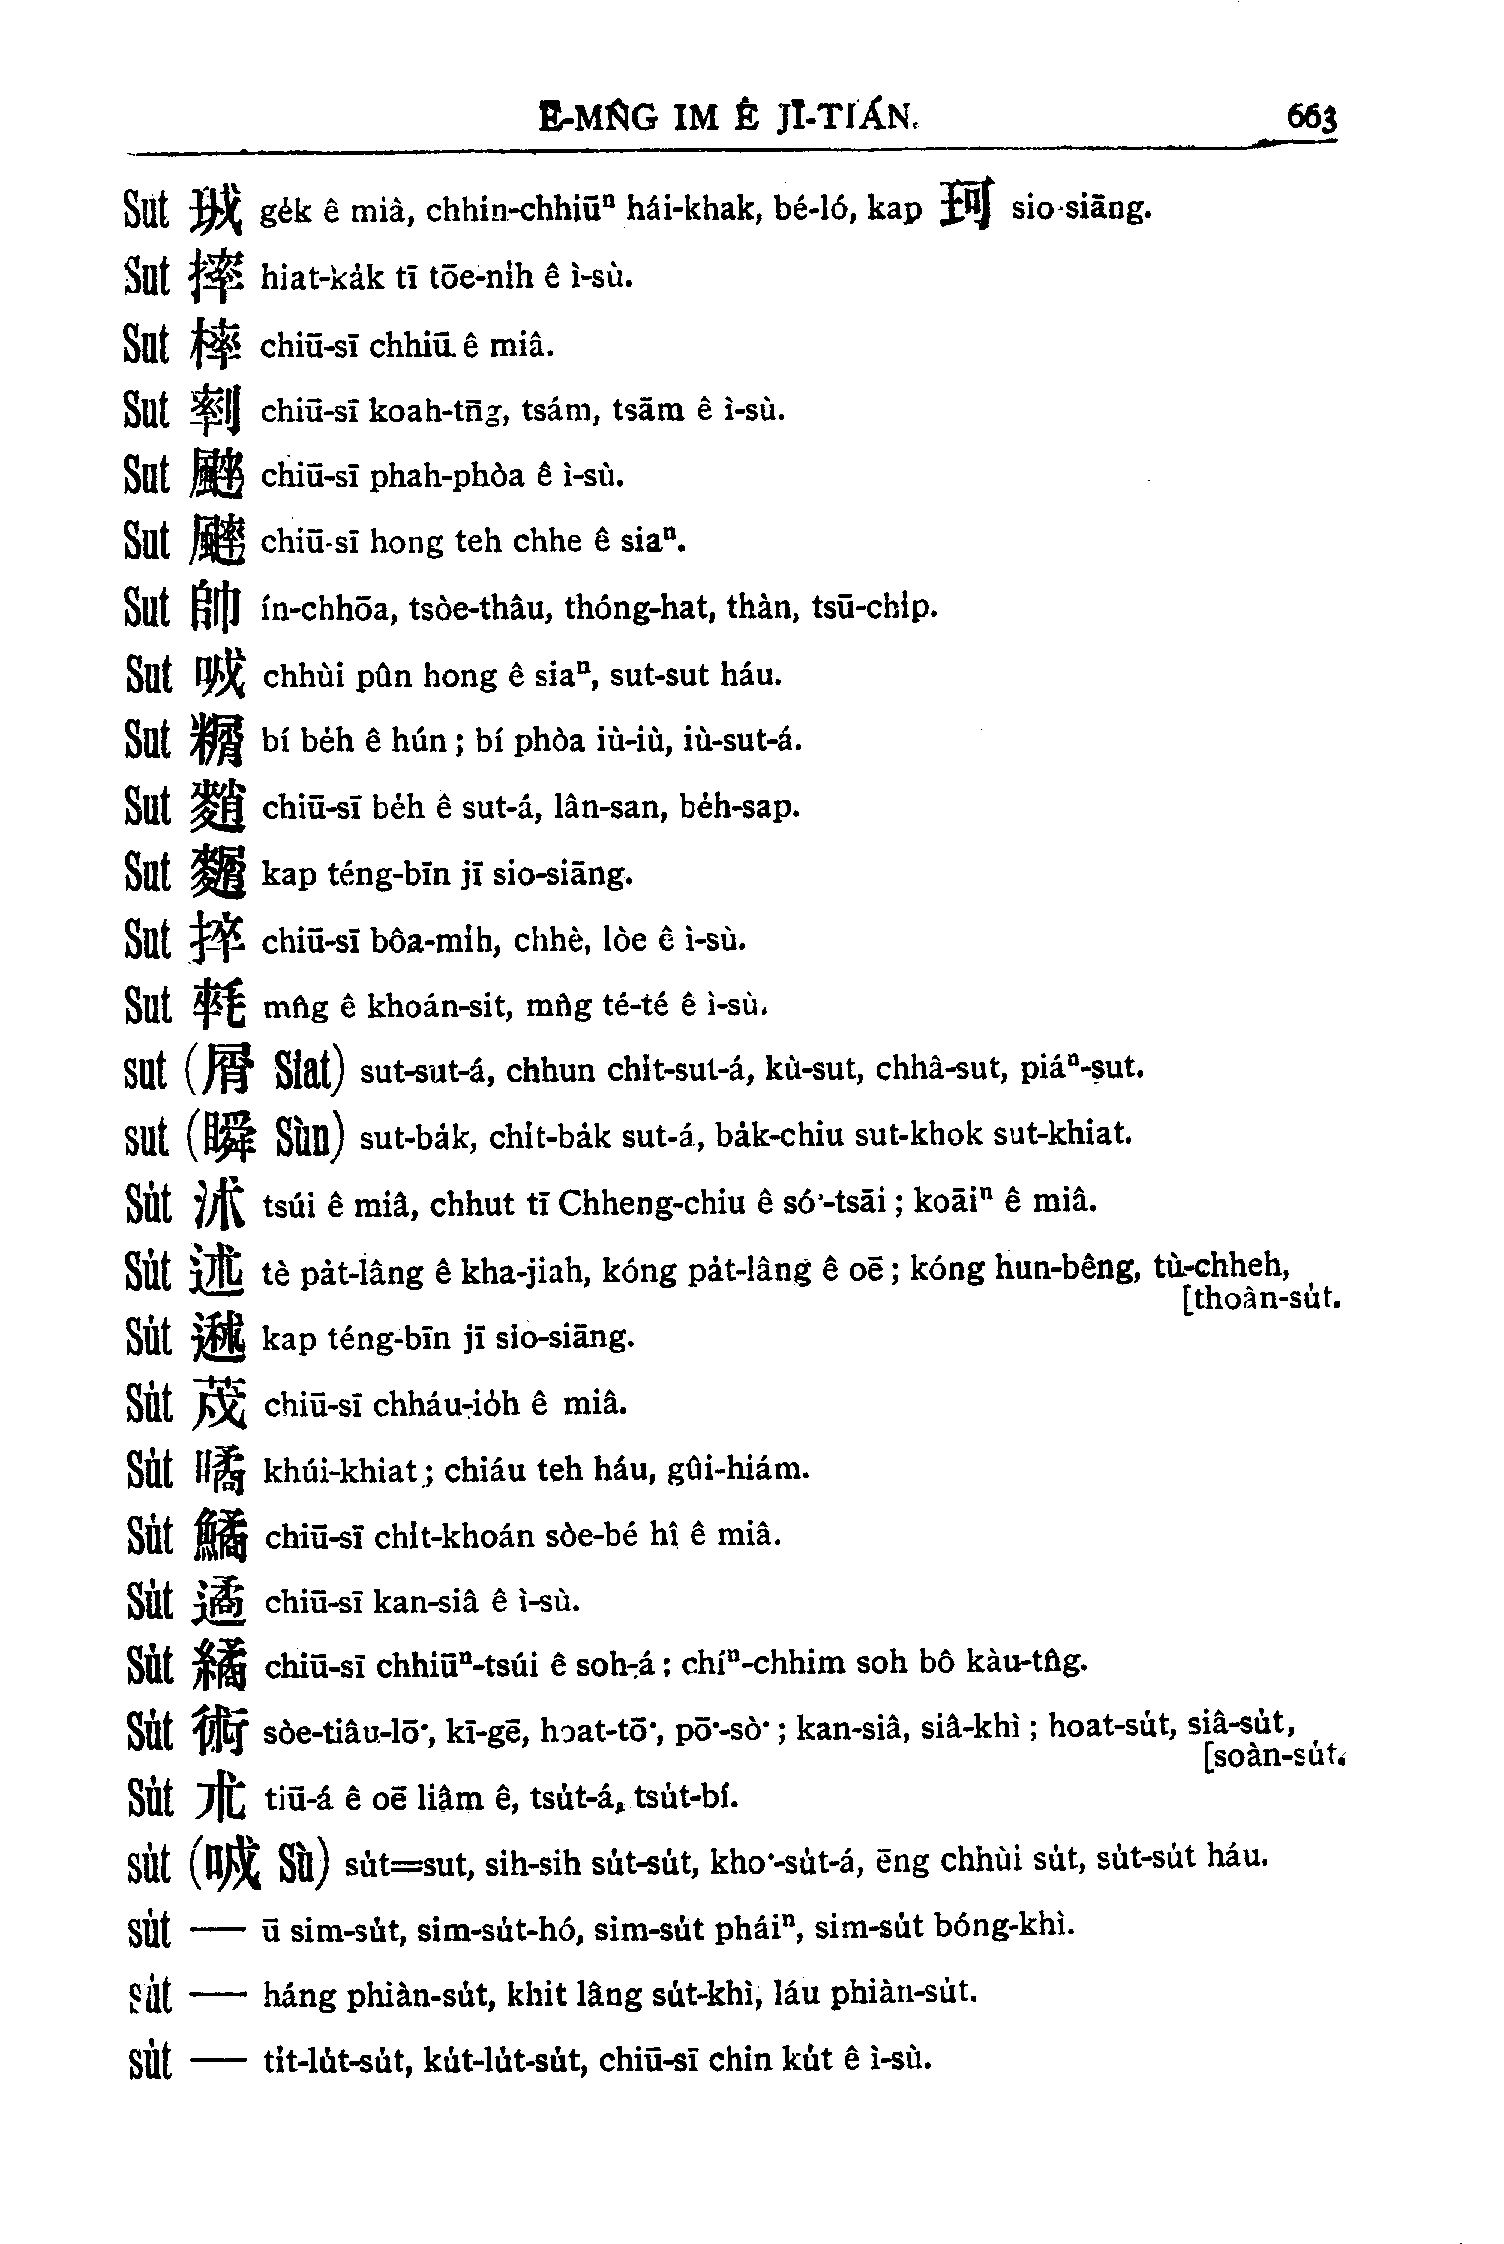 E-MN̂G IM Ê JĪ-TIÁN. 663
Sut 珬 ge̍k ê miâ, chhin-chhiūⁿ hái-khak, bé-ló, kap 珂 sio-siāng.
Sut 摔 hiat-ka̍k tī tōe-ni̍h ê ì-sù.
Sut 榁 chiū-sī chhiū ê miâ.
Sut 𠞩 chiū-sī koah-tn̄g, tsám, tsām ê ì-sù.
Sut chiū-sī phah-phòa ê ì-sù.
Sut chiū-sī hong teh chhe ê siaⁿ.
Sut 帥 ín-chhōa, tsòe-thâu, thóng-hat, thàn, tsū-chi̍p.
Sut 㖅 chhùi pûn hong ê siaⁿ, sut-sut háu.
Sut 糏 bí be̍h ê hún; bí phòa iù-iù, iù-sut-á.
Sut 䴛 chiū-sī be̍h ê sut-á, lân-san, be̍h-sap.
Sut kap téng-bīn jī sio-siāng.
Sut 捽 chiū-sī bôa-mi̍h, chhè, lòe ê ì-sù.
Sut mn̂g ê khoán-sit, mn̂g té-té ê ì-sù.
sut (屑 Siat) sut-sut-á, chhun chi̍t-sut-á, kù-sut, chhâ-sut, piáⁿ-sut.
sut (瞬 Sùn) sut-ba̍k, chi̍t-ba̍k sut-á, ba̍k-chiu sut-khok sut-khiat.
Su̍t 沭 tsúi ê miâ, chhut tī Chheng-chiu ê só͘-tsāi; koāiⁿ ê miâ.
Su̍t 述 tè pa̍t-lâng ê kha-jiah, kóng pa̍t-lâng ê oē; kóng hun-bêng, tù-chheh,
[thoân-su̍t.
Su̍t kap téng-bīn jī sio-siāng.
Su̍t 茂 chiū-sī chháu-io̍h ê miâ.
Su̍t 噊 khúi-khiat; chiáu teh háu, gûi-hiám.
Su̍t 鱊 chiū-sī chi̍t-khoán sòe-bé hî ê miâ.
Su̍t 遹 chiū-sī kan-siâ ê ì-sù.
Su̍t 繘 chiū-sī chhiūⁿ-tsúi ê soh-á; chíⁿ-chhim soh bô kàu-tn̂g.
Su̍t 術 sòe-tiâu-lō͘, kī-gē, hoat-tō͘, pō͘-sò͘; kan-siâ, siâ-khì; hoat-su̍t, siâ-su̍t,
[soàn-su̍t.
Su̍t 朮 tiū-á ê oē liâm ê, tsu̍t-á, tsu̍t-bí.
su̍t (㖅 Sù) su̍t=sut, sih-sih su̍t-su̍t, kho͘-su̍t-á, ēng chhùi su̍t, su̍t-su̍t háu.
su̍t — ū sim-su̍t, sim-su̍t-hó, sim-su̍t pháiⁿ, sim-su̍t bóng-khì.
su̍t — háng phiàn-su̍t, khit lâng su̍t-khì, láu phiàn-su̍t.
su̍t — ti̍t-lu̍t-su̍t, ku̍t-lu̍t-su̍t, chiū-sī chin ku̍t ê ì-sù.